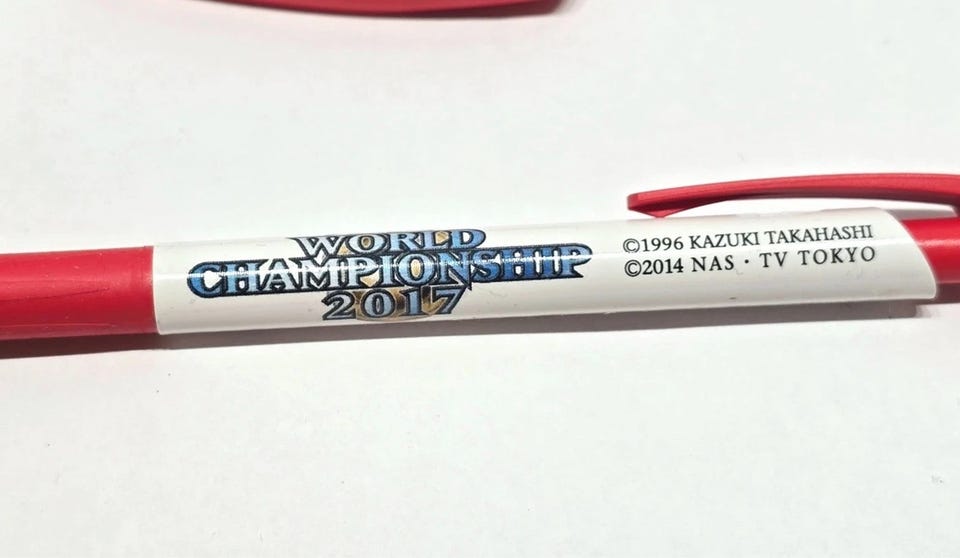 WORLD
CHAMPIONSHIP
2017
©1996 KAZUKI TAKAHASHI
©2014 NAS・TV TOKYO